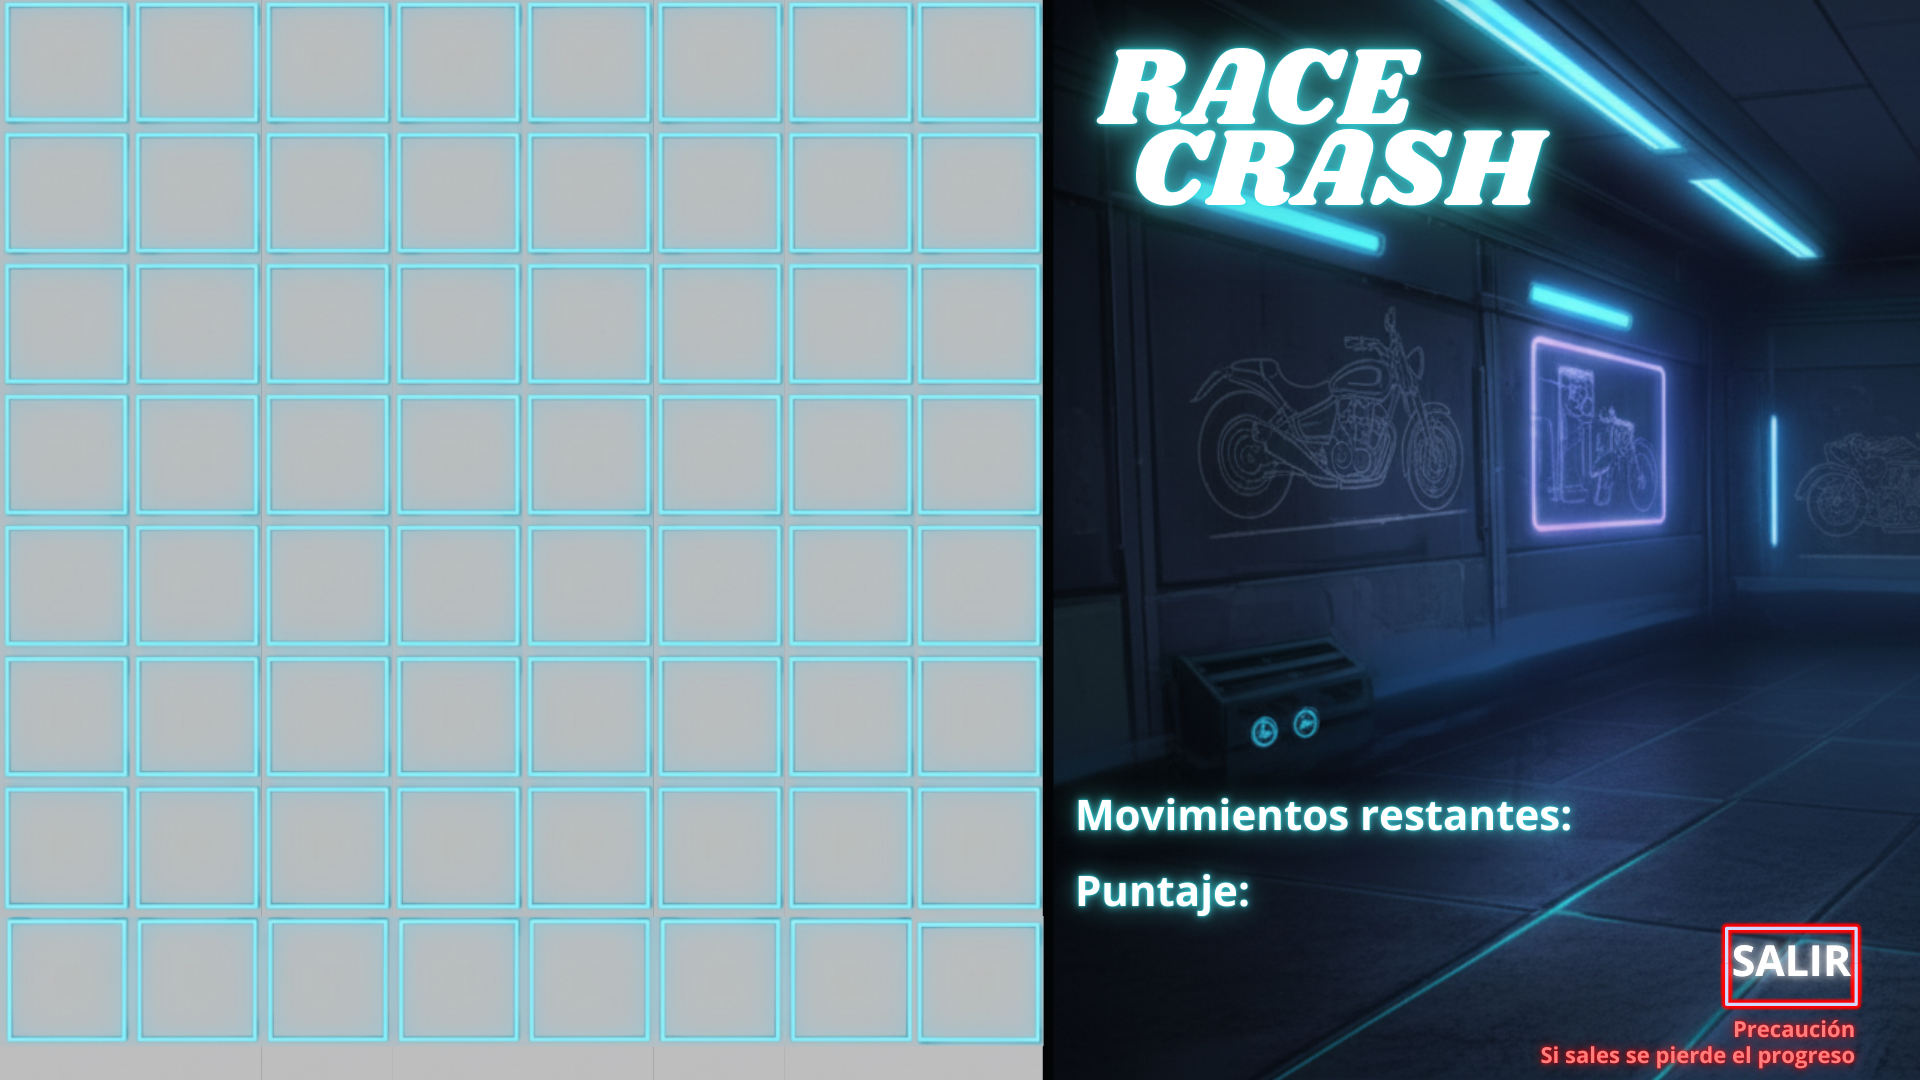 RACE
CRASH
Movimientos restantes:
Puntaje:
SALIR
Precaución
Si sales se pierde el progreso